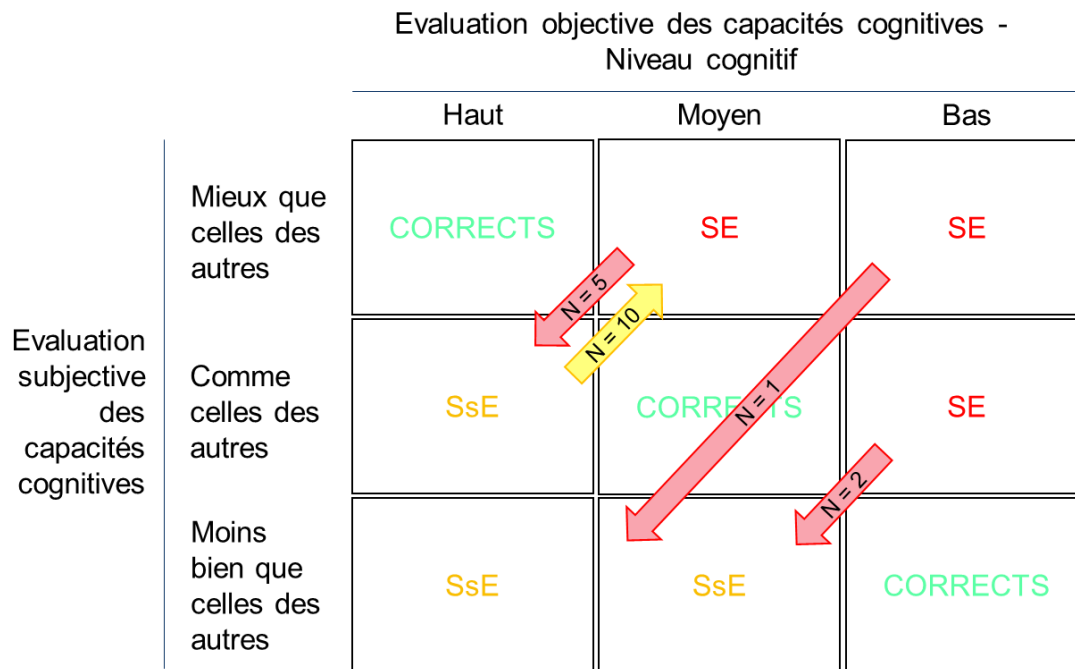 Evaluation objective des capacités cognitives -
Niveau cognitif
Haut Moyen Bas
Mieux que
celles des
autres
CORRECTS SE SE
N = 5
N = 10
Evaluation
subjective
des
capacités
cognitives
Comme
celles des
autres
SsE CORRECTS SE
N = 1
N = 2
Moins
bien que
celles des
autres
SsE SsE CORRECTS